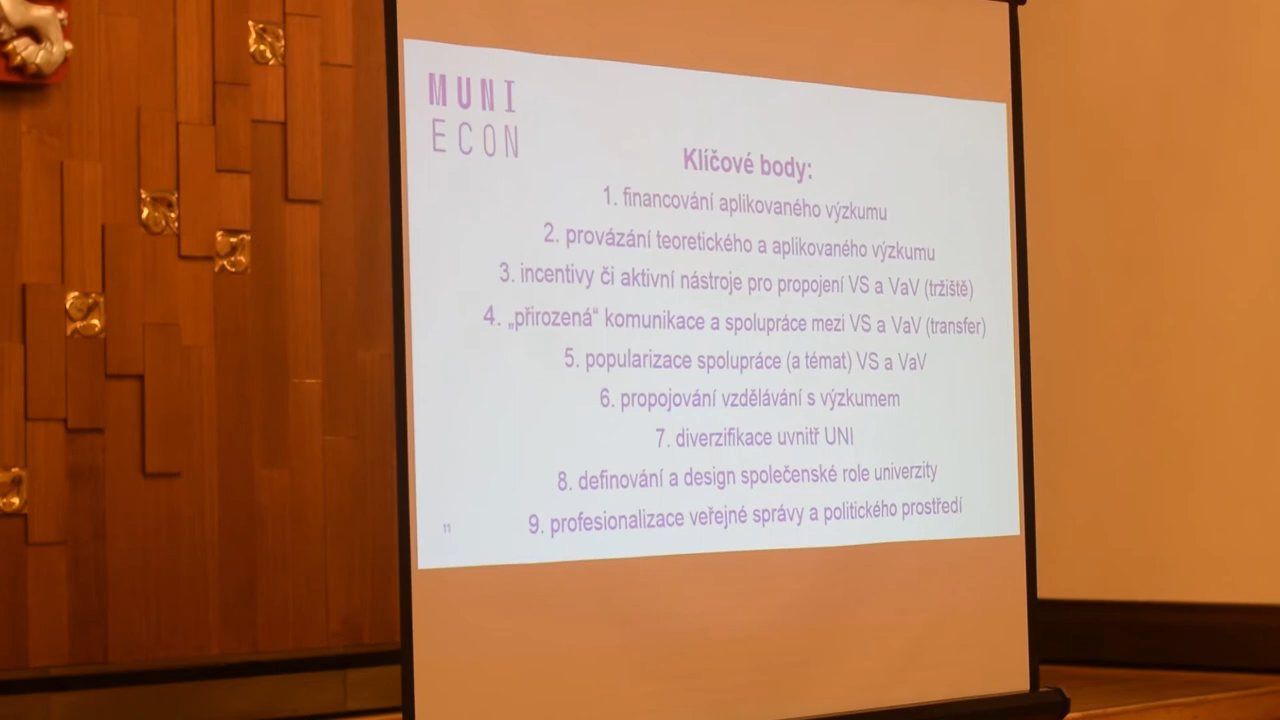 MUNI
ECON
Klíčové body:
1. financování aplikovaného výzkumu
2. provázání teoretického a aplikovaného výzkumu
3. incentivy či aktivní nástroje pro propojení VS a VaV (tržiště)
4. „přirozená“ komunikace a spolupráce mezi VS a VaV (transfer)
5. popularizace spolupráce (a témat) VS a VaV
6. propojování vzdělávání s výzkumem
7. diverzifikace uvnitř UNI
8. definování a design společenské role univerzity
9. profesionalizace veřejné správy a politického prostředí
11